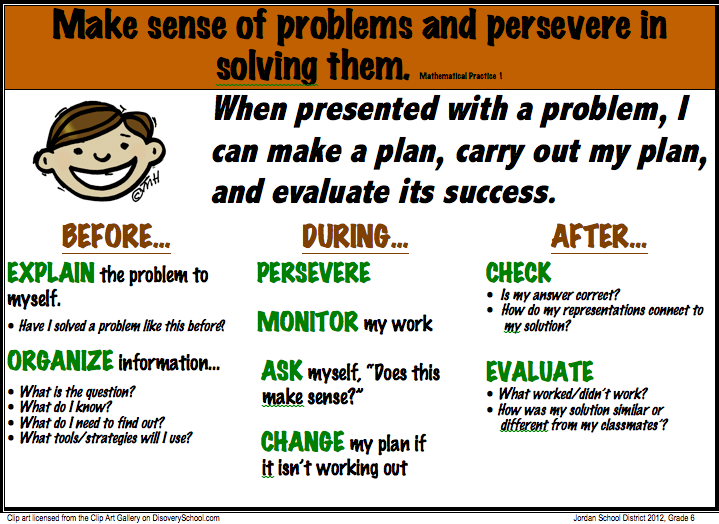 Make sense of problems and persevere in
solving them. Mathematical Practice 1
When presented with a problem, I
can make a plan, carry out my plan,
and evaluate its success.
©MH
BEFORE...
EXPLAIN the problem to
myself.
• Have I solved a problem like this before?
ORGANIZE information...
• What is the question?
• What do I know?
• What do I need to find out?
• What tools/strategies will I use?
DURING...
PERSEVERE
MONITOR my work
ASK myself, “Does this
make sense?”
CHANGE my plan if
it isn’t working out
AFTER...
CHECK
• Is my answer correct?
• How do my representations connect to
my solution?
EVALUATE
• What worked/didn’t work?
• How was my solution similar or
different from my classmates’?
Clip art licensed from the Clip Art Gallery on DisoverySchool.com
Jordan School District 2012, Grade 6